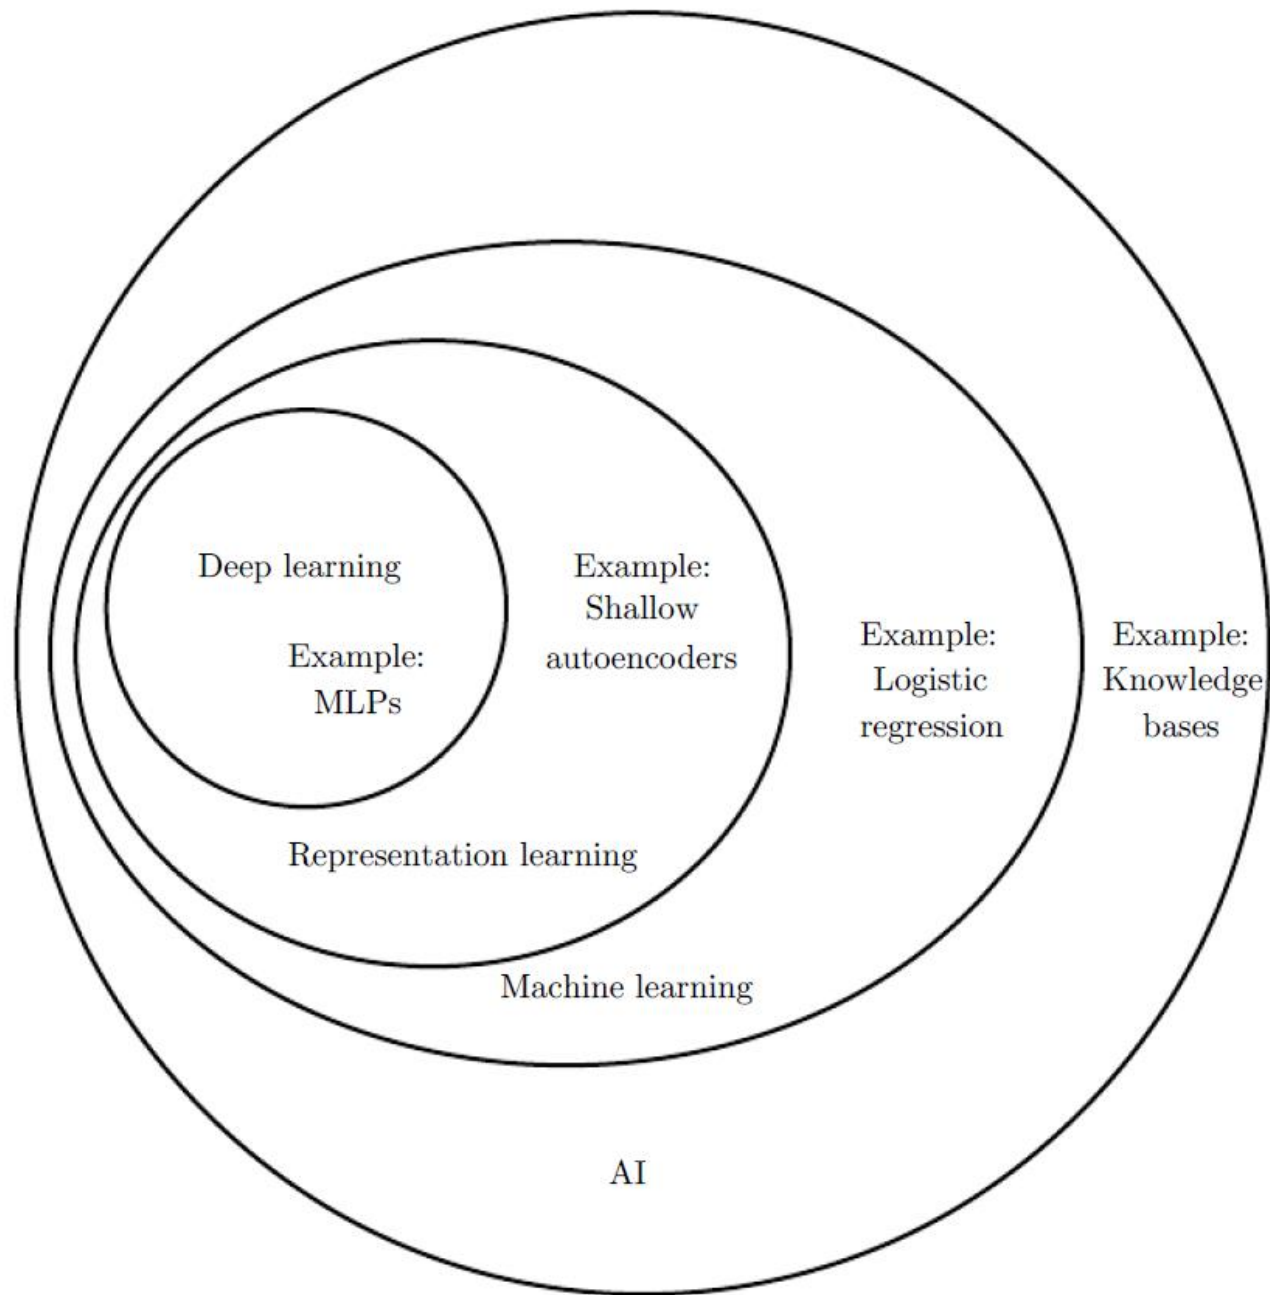 Deep learning
Example:
MLPs
Example:
Shallow
autoencoders
Example:
Logistic
regression
Example:
Knowledge
bases
Representation learning
Machine learning
AI